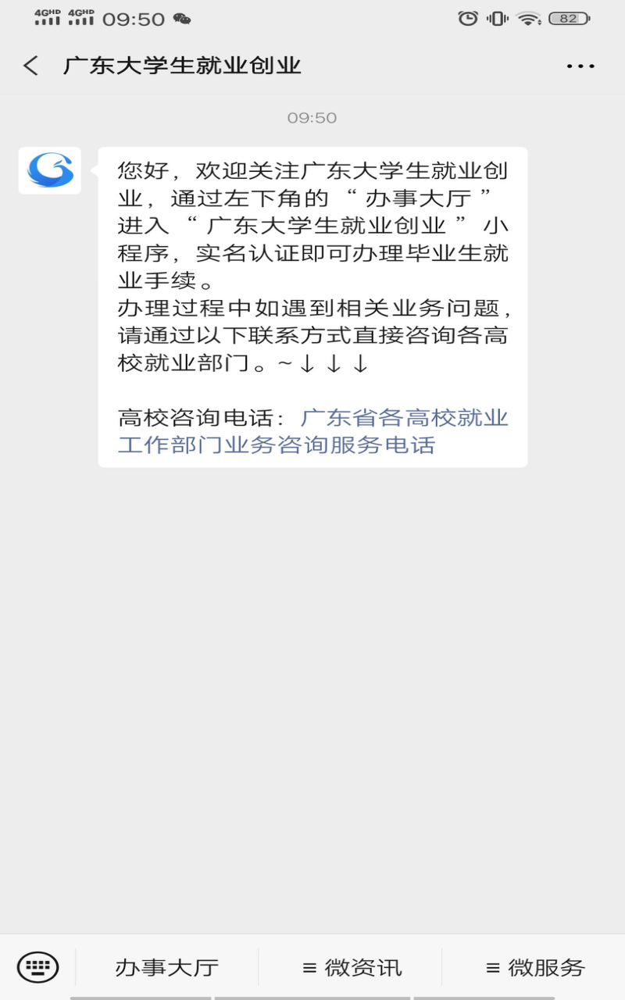 4GHD 4GHD 09:50 82
广东大学生就业创业
09:50
您好，欢迎关注广东大学生就业创
业，通过左下角的“办事大厅”
进入“广东大学生就业创业”小
程序，实名认证即可办理毕业生就
业手续。
办理过程中如遇到相关业务问题，
请通过以下联系方式直接咨询各高
校就业部门。~↓↓↓
高校咨询电话：广东省各高校就业
工作部门业务咨询服务电话
办事大厅 微资讯 微服务